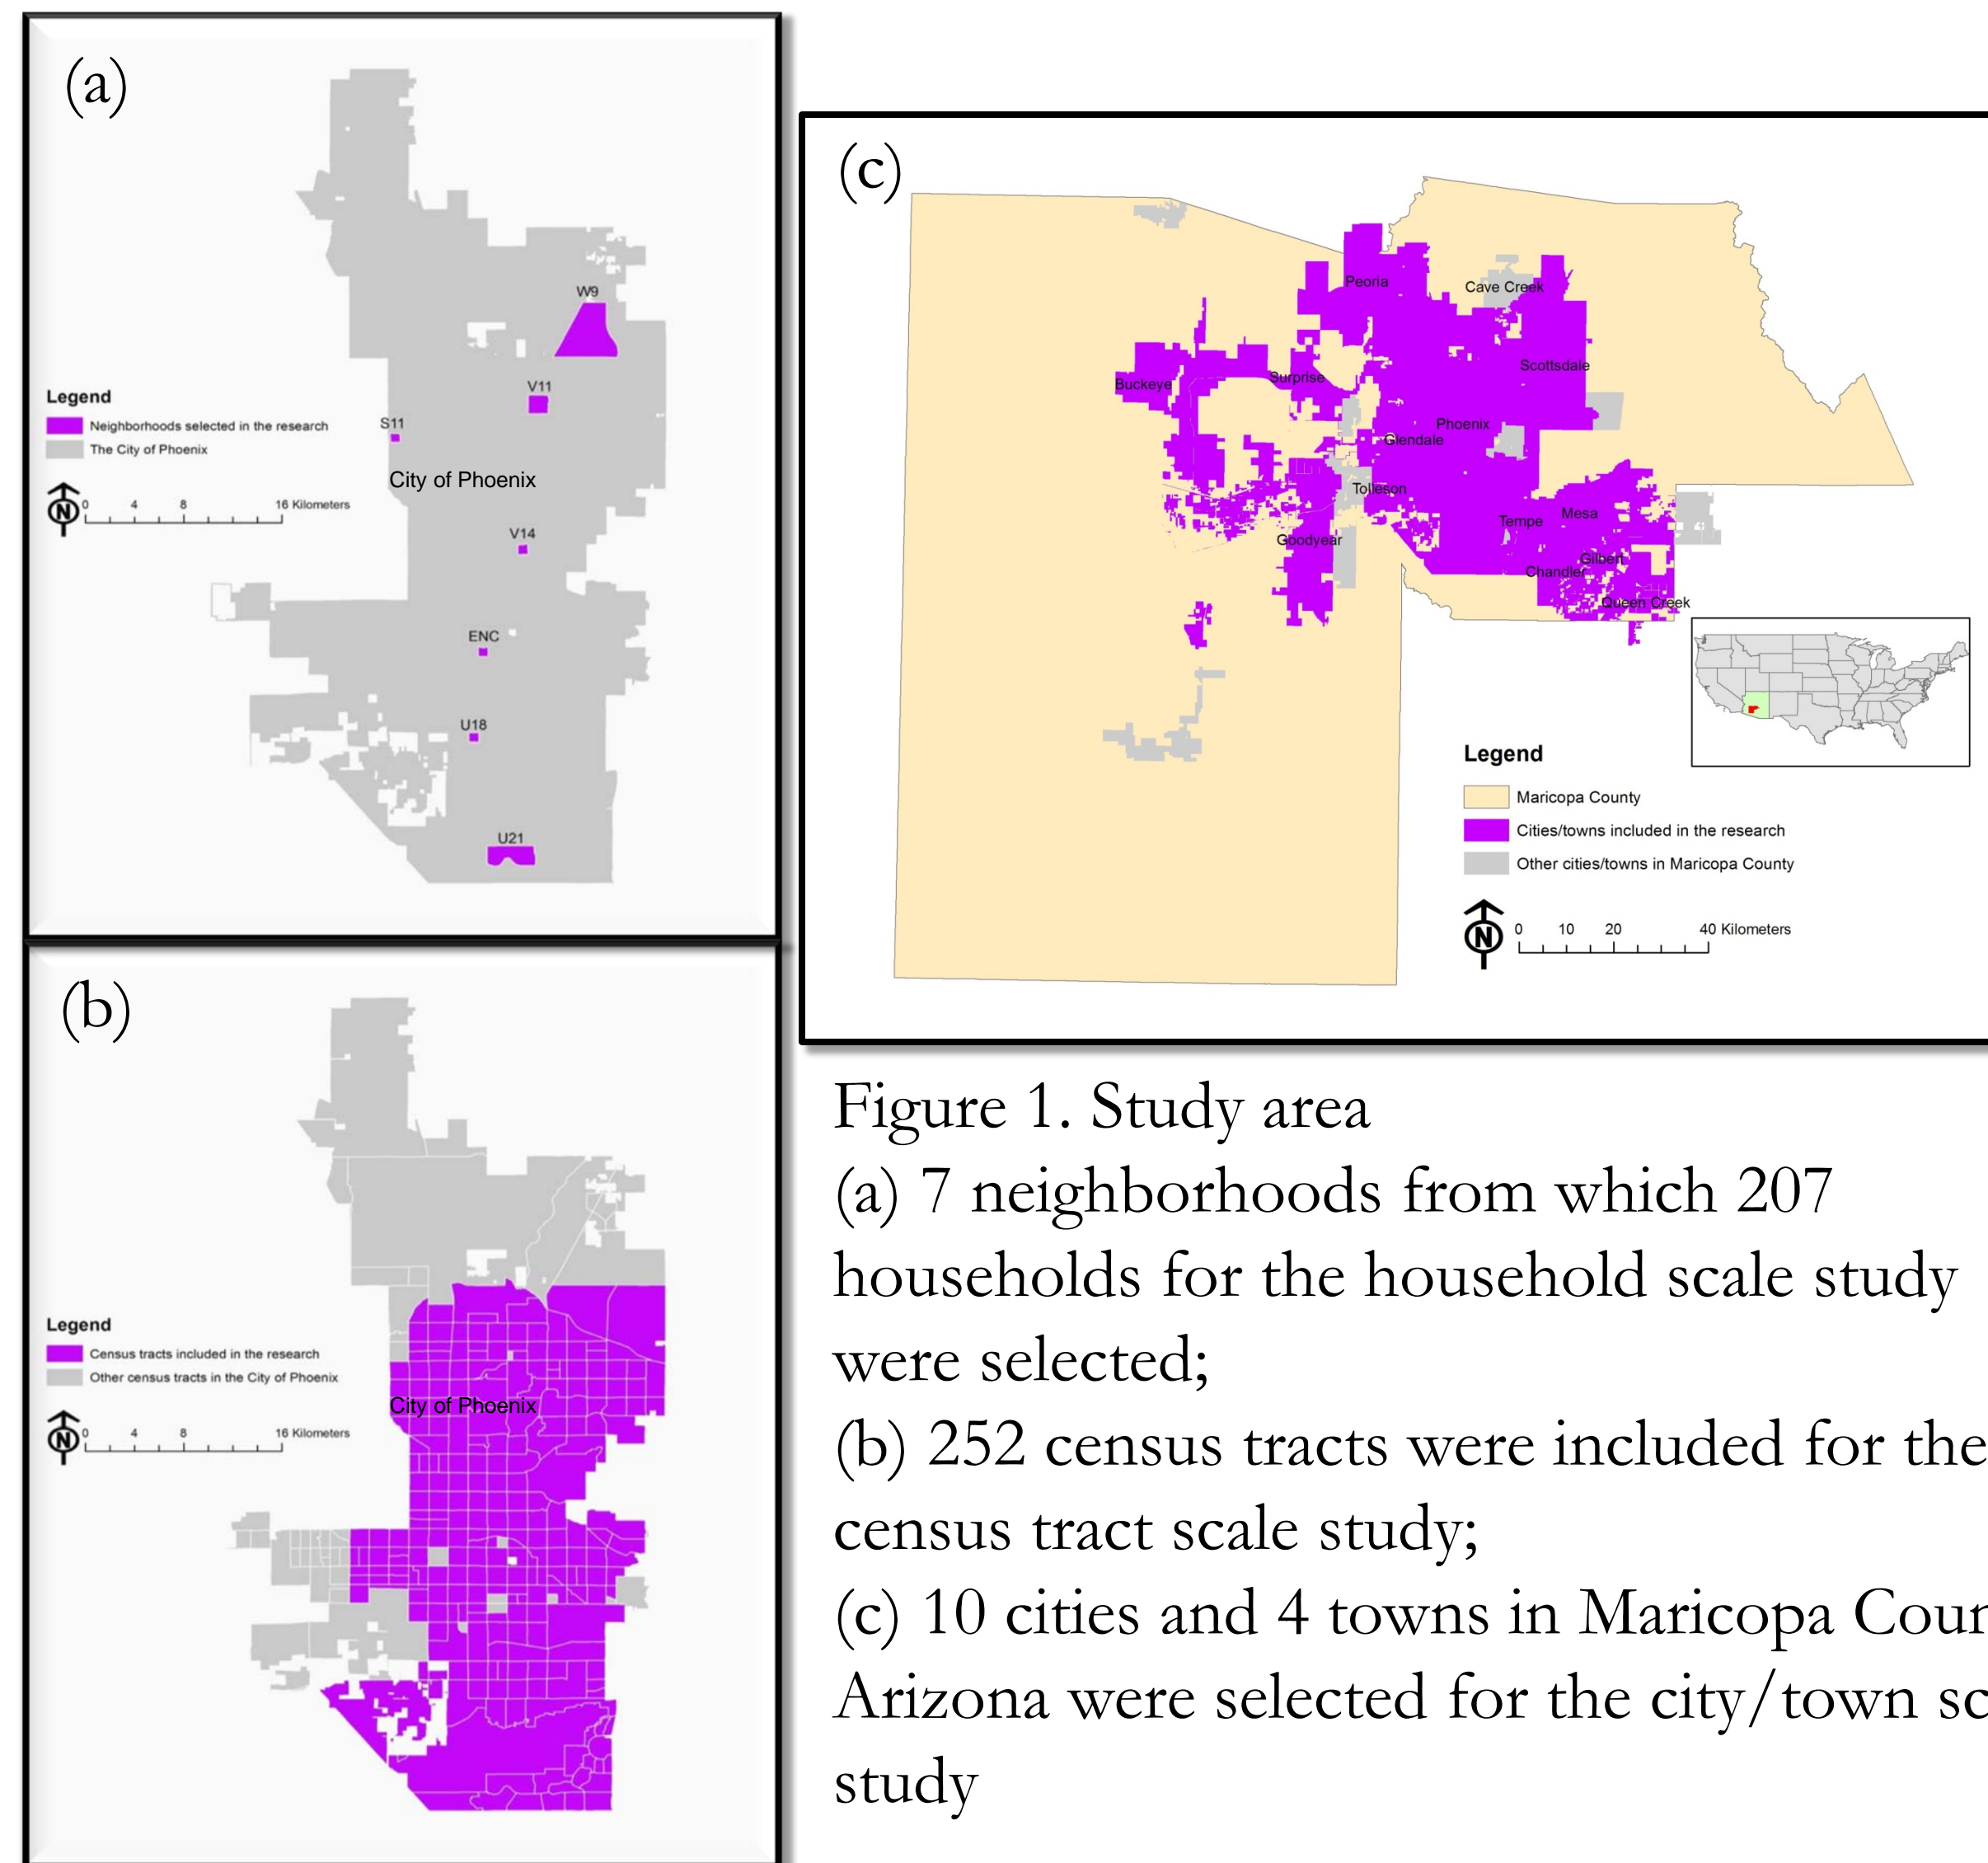 (a)
W9
V11
S11
City of Phoenix
V14
ENC
U18
U21
Legend
Neighborhoods selected in the research
The City of Phoenix
N
0 4 8 16 Kilometers
(b)
City of Phoenix
Legend
Census tracts included in the research
Other census tracts in the City of Phoenix
N
0 4 8 16 Kilometers
(c)
Peoria
Cave Creek
Scottsdale
Buckeye
Surprise
Phoenix
Glendale
Tolleson
Tempe
Mesa
Goodyear
Gilbert
Chandler
Queen Creek
Legend
Maricopa County
Cities/towns included in the research
Other cities/towns in Maricopa County
N
0 10 20 40 Kilometers
Figure 1. Study area
(a) 7 neighborhoods from which 207
households for the household scale study
were selected;
(b) 252 census tracts were included for the
census tract scale study;
(c) 10 cities and 4 towns in Maricopa
Arizona were selected for the city/town
study